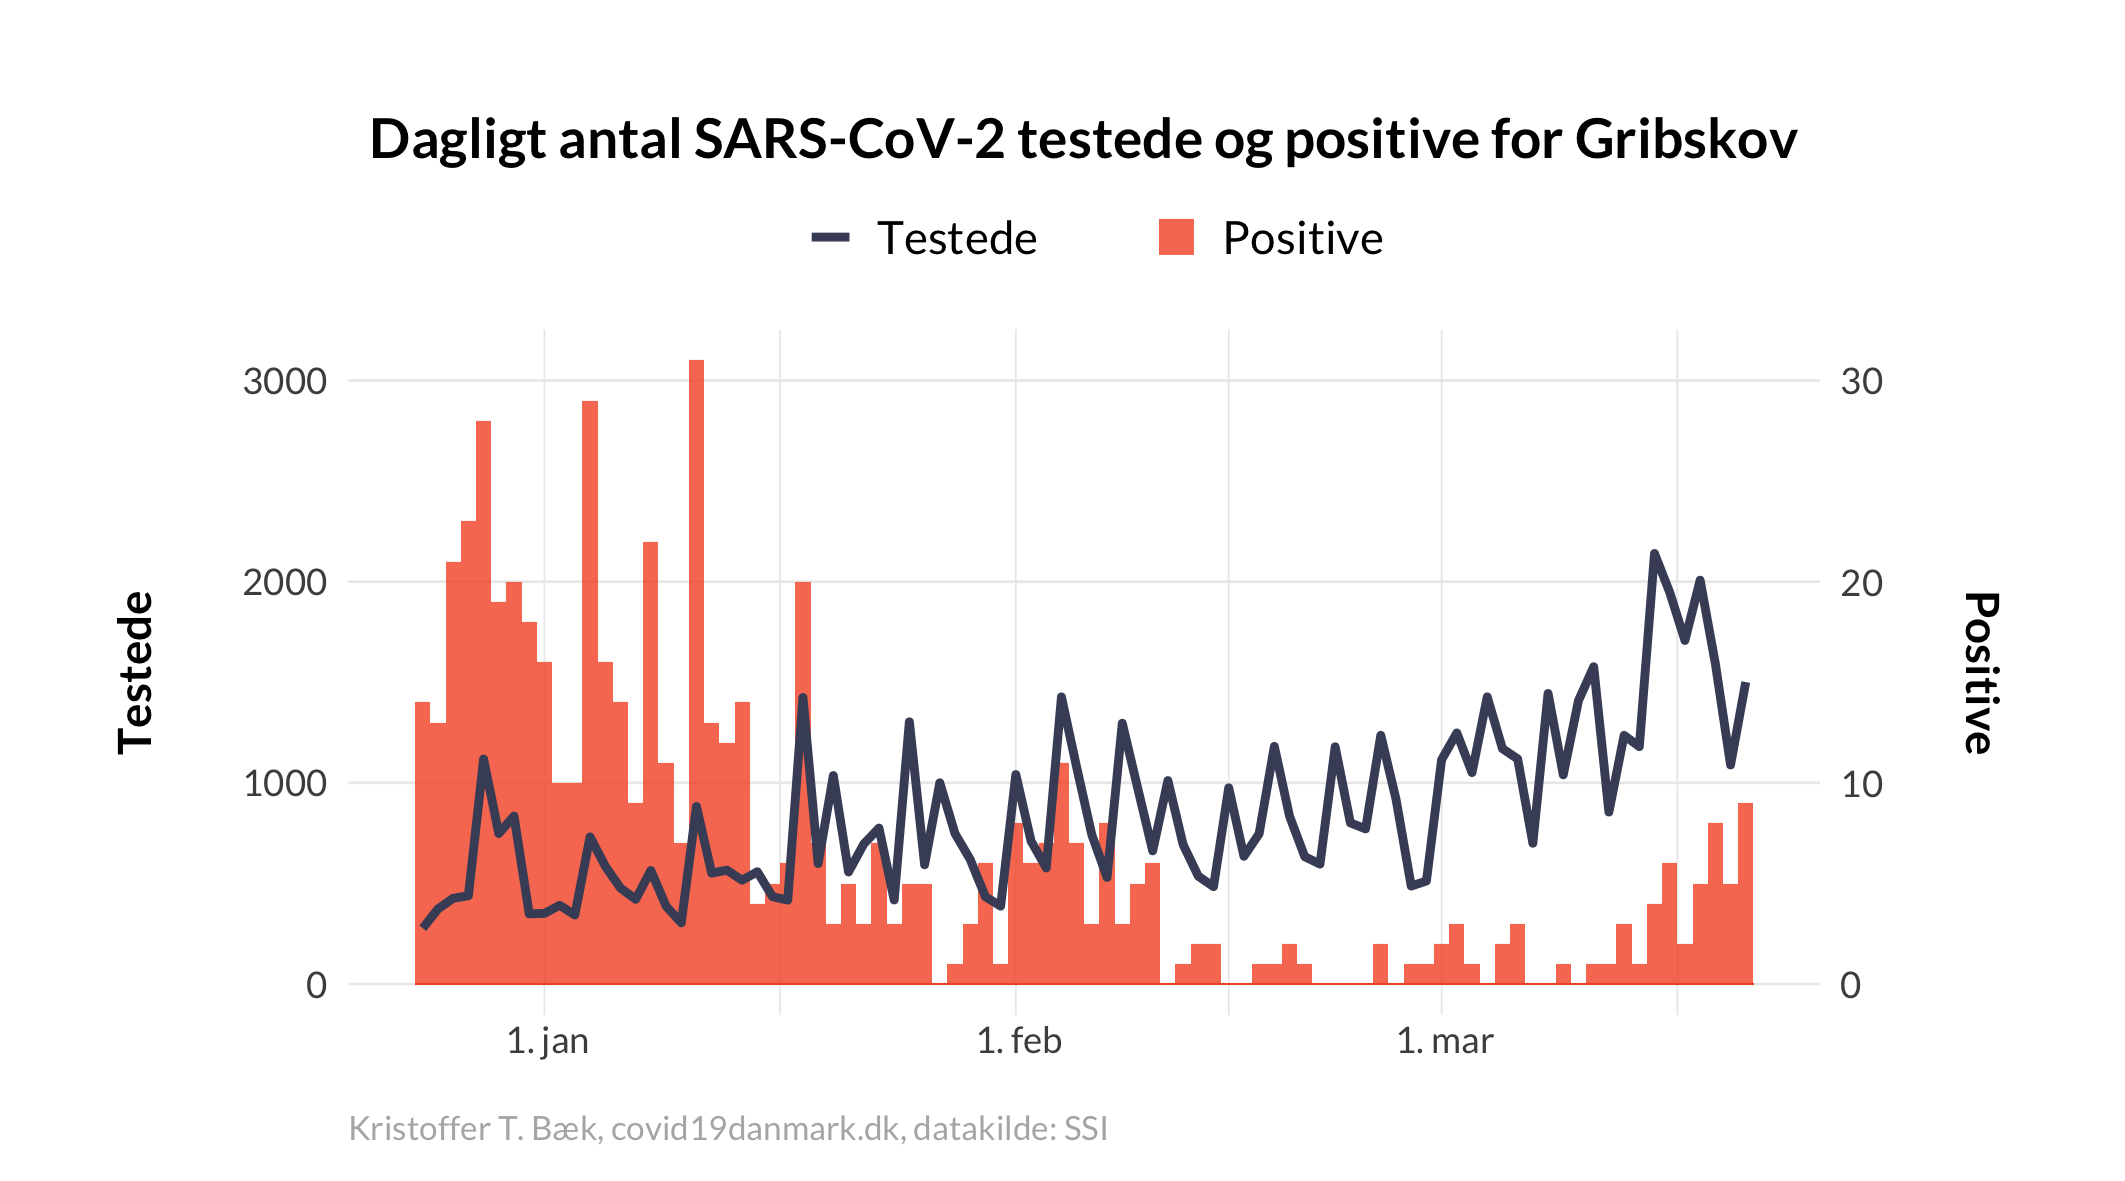 Dagligt antal SARS-CoV-2 testede og positive for Gribskov
Testede
Positive
3000
2000
1000
0
30
20
10
0
Testede
Positive
1. jan
1. feb
1. mar
Kristoffer T. Bæk, covid19danmark.dk, datakilde: SSI